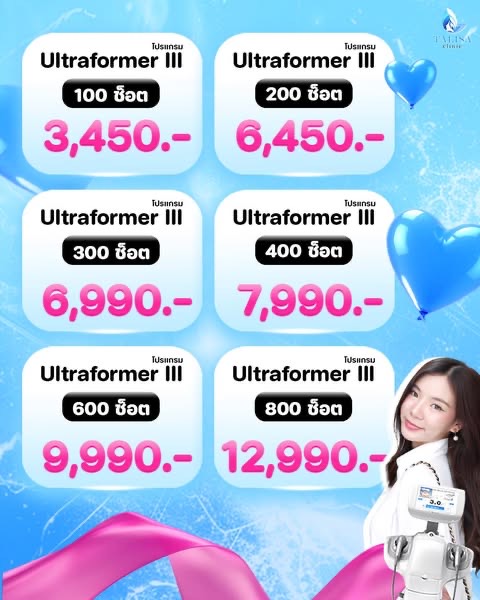 TALISA
clinic
โปรแกรม
Ultraformer III
100 ช็อต
3,450.-
โปรแกรม
Ultraformer III
200 ช็อต
6,450.-
โปรแกรม
Ultraformer III
300 ช็อต
6,990.-
โปรแกรม
Ultraformer III
400 ช็อต
7,990.-
โปรแกรม
Ultraformer III
600 ช็อต
9,990.-
โปรแกรม
Ultraformer III
800 ช็อต
12,990.-
3.0